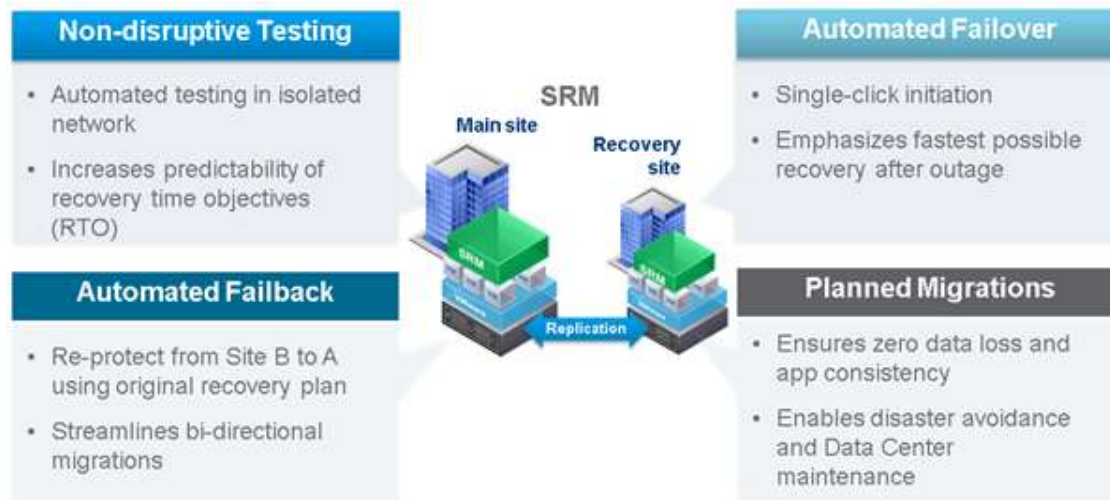 Non-disruptive Testing
• Automated testing in isolated
network
• Increases predictability of
recovery time objectives
(RTO)
Automated Failback
• Re-protect from Site B to A
using original recovery plan
• Streamlines bi-directional
migrations
SRM
Main site
Recovery
site
SRM
SRM
vmware
vmware
Replication
Automated Failover
• Single-click initiation
• Emphasizes fastest possible
recovery after outage
Planned Migrations
• Ensures zero data loss and
app consistency
• Enables disaster avoidance
and Data Center
maintenance